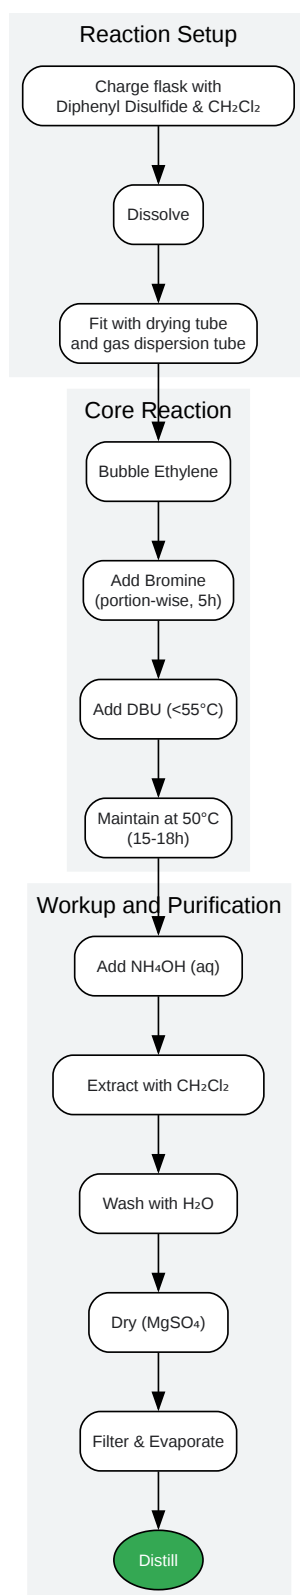 Reaction Setup
Charge flask with
Diphenyl Disulfide & CH₂Cl₂
Dissolve
Fit with drying tube
and gas dispersion tube
Core Reaction
Bubble Ethylene
Add Bromine
(portion-wise, 5h)
Add DBU (<55°C)
Maintain at 50°C
(15-18h)
Workup and Purification
Add NH₄OH (aq)
Extract with CH₂Cl₂
Wash with H₂O
Dry (MgSO₄)
Filter & Evaporate
Distill